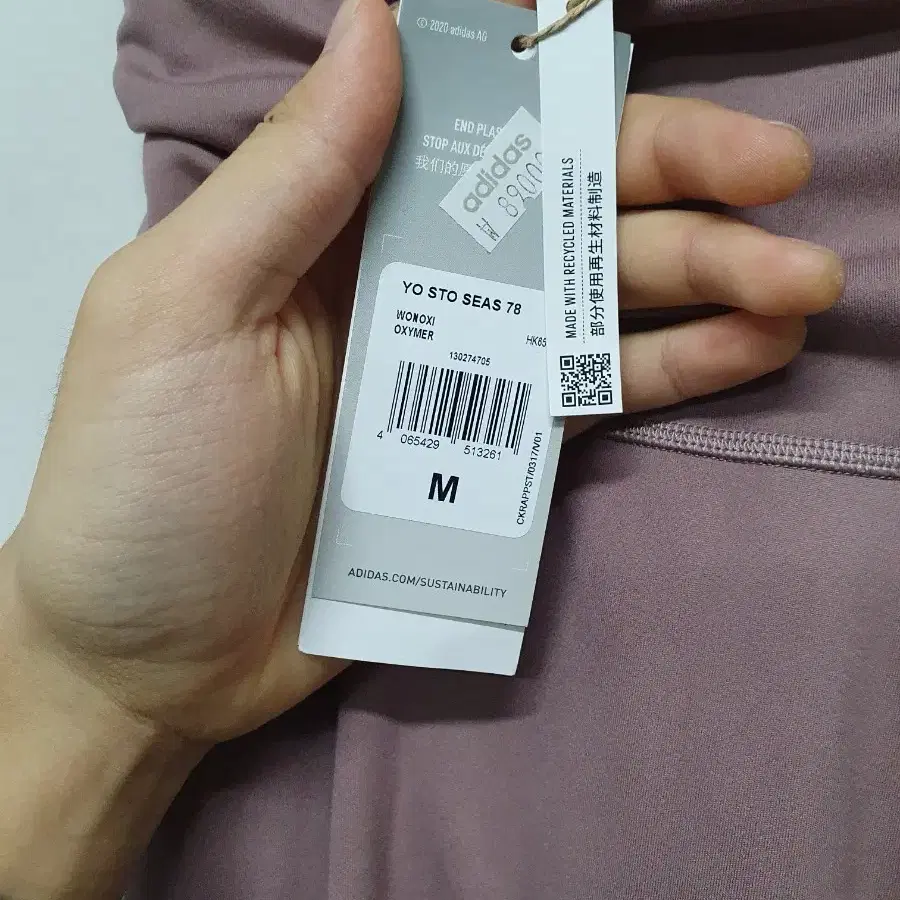 © 2020 adidas AG
END PLAS
STOP AUX DÉ
我们的
adidas
89000
YO STO SEAS 78
WONOXI
OXYMER
HK65
130274705
4 065429 513261
M
CKRAPPST/0317/V01
ADIDAS.COM/SUSTAINABILITY
MADE WITH RECYCLED MATERIALS
部分使用再生材料制造